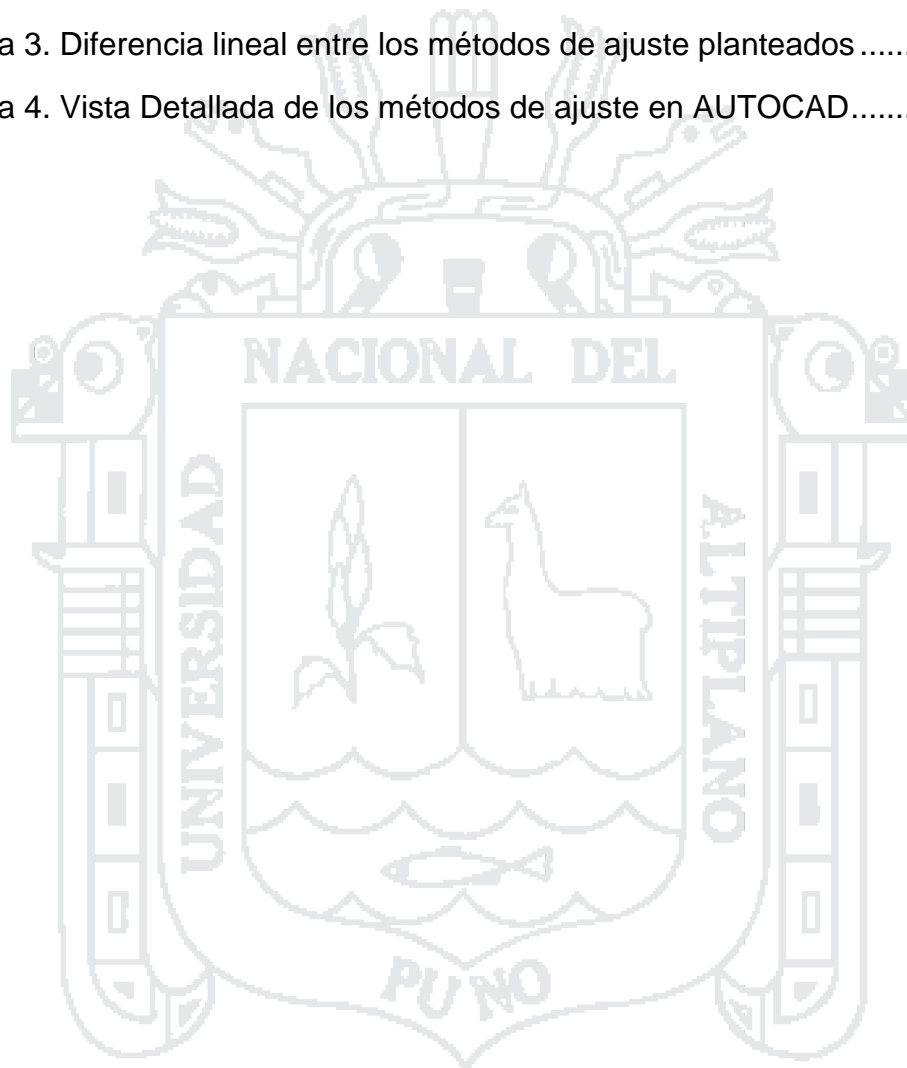 a 3. Diferencia lineal entre los métodos de ajuste planteados ......
a 4. Vista Detallada de los métodos de ajuste en AUTOCAD.......
NACIONAL DEL
UNIVERSIDAD
ALTIPLANO
PUNO